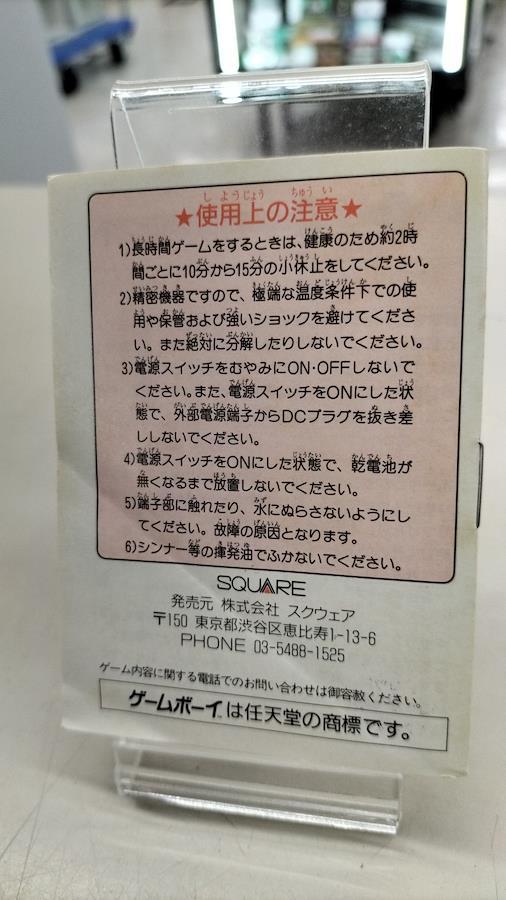 ★使用上の注意★
1)長時間ゲームをするときは、健康のため約2時
間ごとに10分から15分の小休止をしてください。
2)精密機器ですので、極端な温度条件下での使
用や保管および強いショックを避けてくださ
い。また絶対に分解したりしないでください。
3)電源スイッチをむやみにON・OFFしないで
ください。また、電源スイッチをONにした状
態で、外部電源端子からDCプラグを抜き差
ししないでください。
4)電源スイッチをONにした状態で、乾電池が
無くなるまで放置しないでください。
5)端子部に触れたり、水にぬらさないようにし
てください。故障の原因となります。
6)シンナー等の揮発油でふかないでください。
SQUARE
発売元 株式会社 スクウェア
〒150 東京都渋谷区恵比寿1-13-6
PHONE 03-5488-1525
ゲーム内容に関する電話でのお問い合わせは御容赦ください。
ゲームボーイ™は任天堂の商標です。